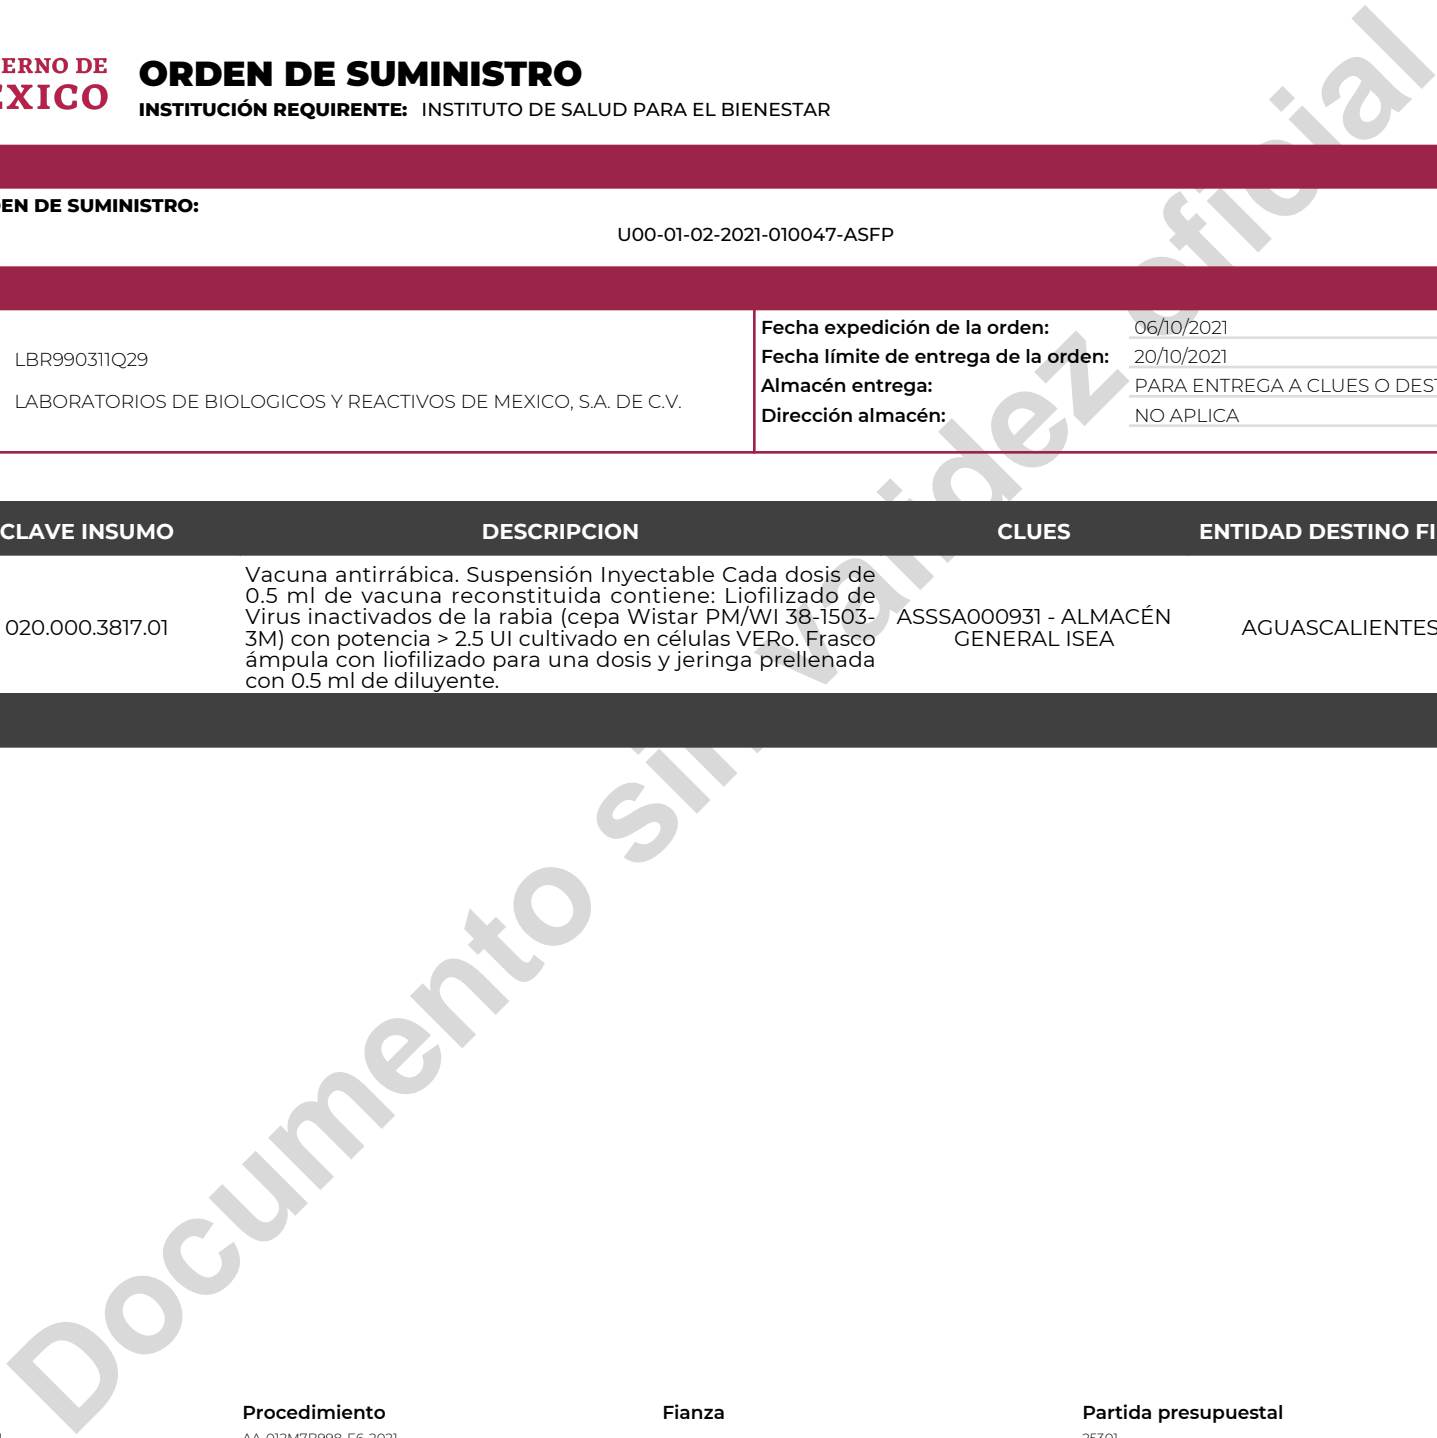 ERNO DE
EXICO
ORDEN DE SUMINISTRO
INSTITUCIÓN REQUIRENTE: INSTITUTO DE SALUD PARA EL BIENESTAR
EN DE SUMINISTRO:
U00-01-02-2021-010047-ASFP
LBR990311Q29
LABORATORIOS DE BIOLOGICOS Y REACTIVOS DE MEXICO, S.A. DE C.V.
Fecha expedición de la orden: 06/10/2021
Fecha límite de entrega de la orden: 20/10/2021
Almacén entrega: PARA ENTREGA A CLUES O DEST
Dirección almacén: NO APLICA
CLAVE INSUMO DESCRIPCION CLUES ENTIDAD DESTINO FI
020.000.3817.01
Vacuna antirrábica. Suspensión Inyectable Cada dosis de
0.5 ml de vacuna reconstituida contiene: Liofilizado de
Virus inactivados de la rabia (cepa Wistar PM/WI 38-1503-
3M) con potencia > 2.5 UI cultivado en células VERo. Frasco
ámpula con liofilizado para una dosis y jeringa prellenada
con 0.5 ml de diluyente.
ASSSA000931 - ALMACÉN
GENERAL ISEA
AGUASCALIENTES
Documento sin validez oficial
Procedimiento Fianza Partida presupuestal
AA-012M7B998-E6-2021 25301